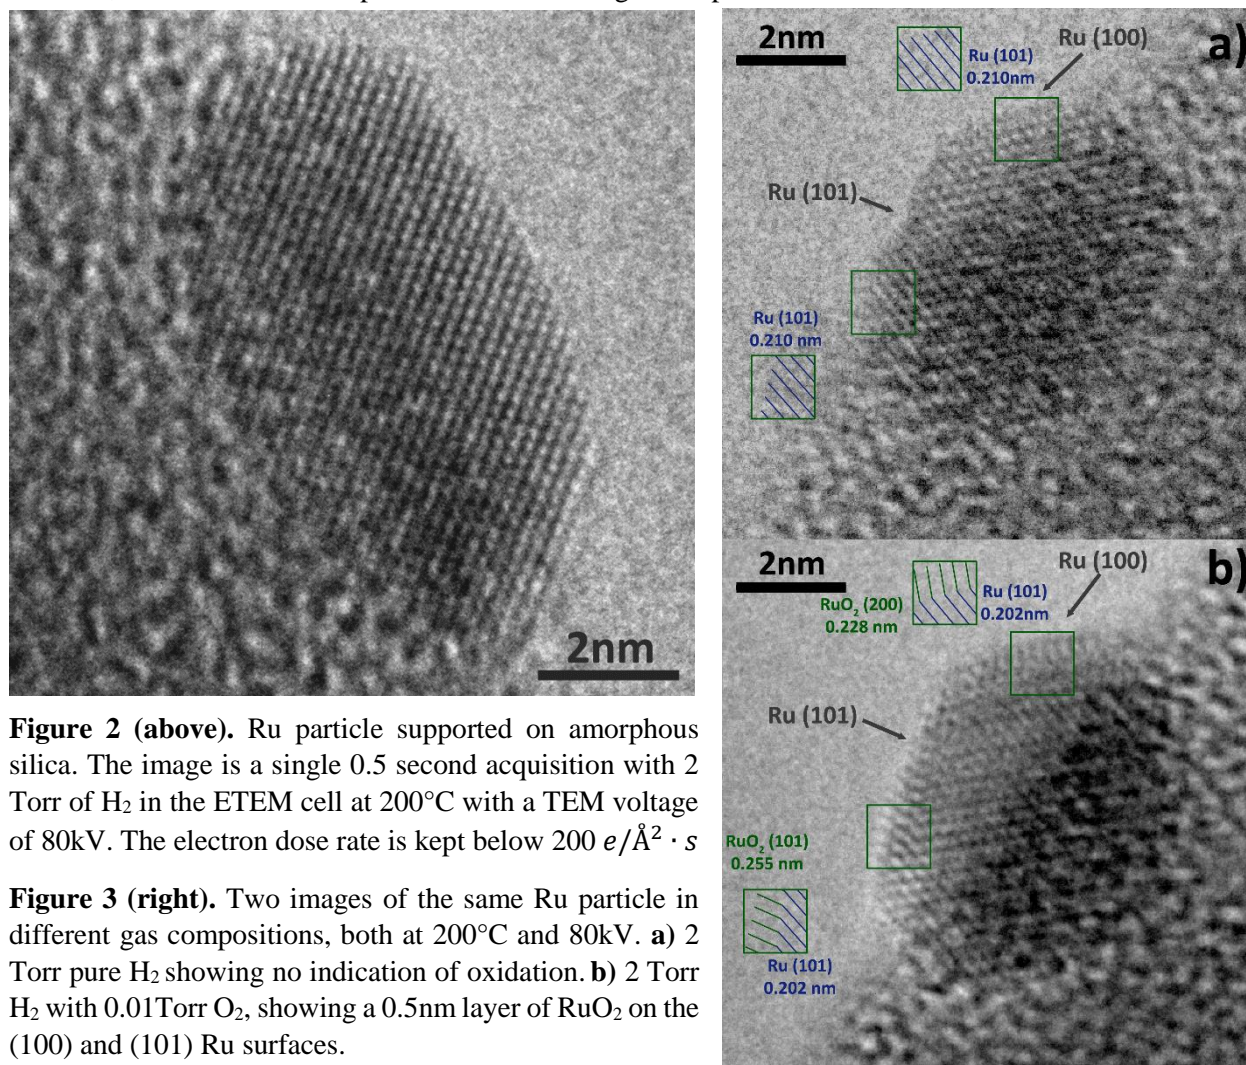 2nm
Figure 2 (above). Ru particle supported on amorphous
silica. The image is a single 0.5 second acquisition with 2
Torr of H₂ in the ETEM cell at 200°C with a TEM voltage
of 80kV. The electron dose rate is kept below 200 e/Å² · s
Figure 3 (right). Two images of the same Ru particle in
different gas compositions, both at 200°C and 80kV. a) 2
Torr pure H₂ showing no indication of oxidation. b) 2 Torr
H₂ with 0.01Torr O₂, showing a 0.5nm layer of RuO₂ on the
(100) and (101) Ru surfaces.
2nm
a)
Ru (101)
0.210nm
Ru (100)
Ru (101)
Ru (101)
0.210 nm
2nm
b)
RuO₂ (200)
0.228 nm
Ru (101)
0.202nm
Ru (100)
Ru (101)
RuO₂ (101)
0.255 nm
Ru (101)
0.202 nm